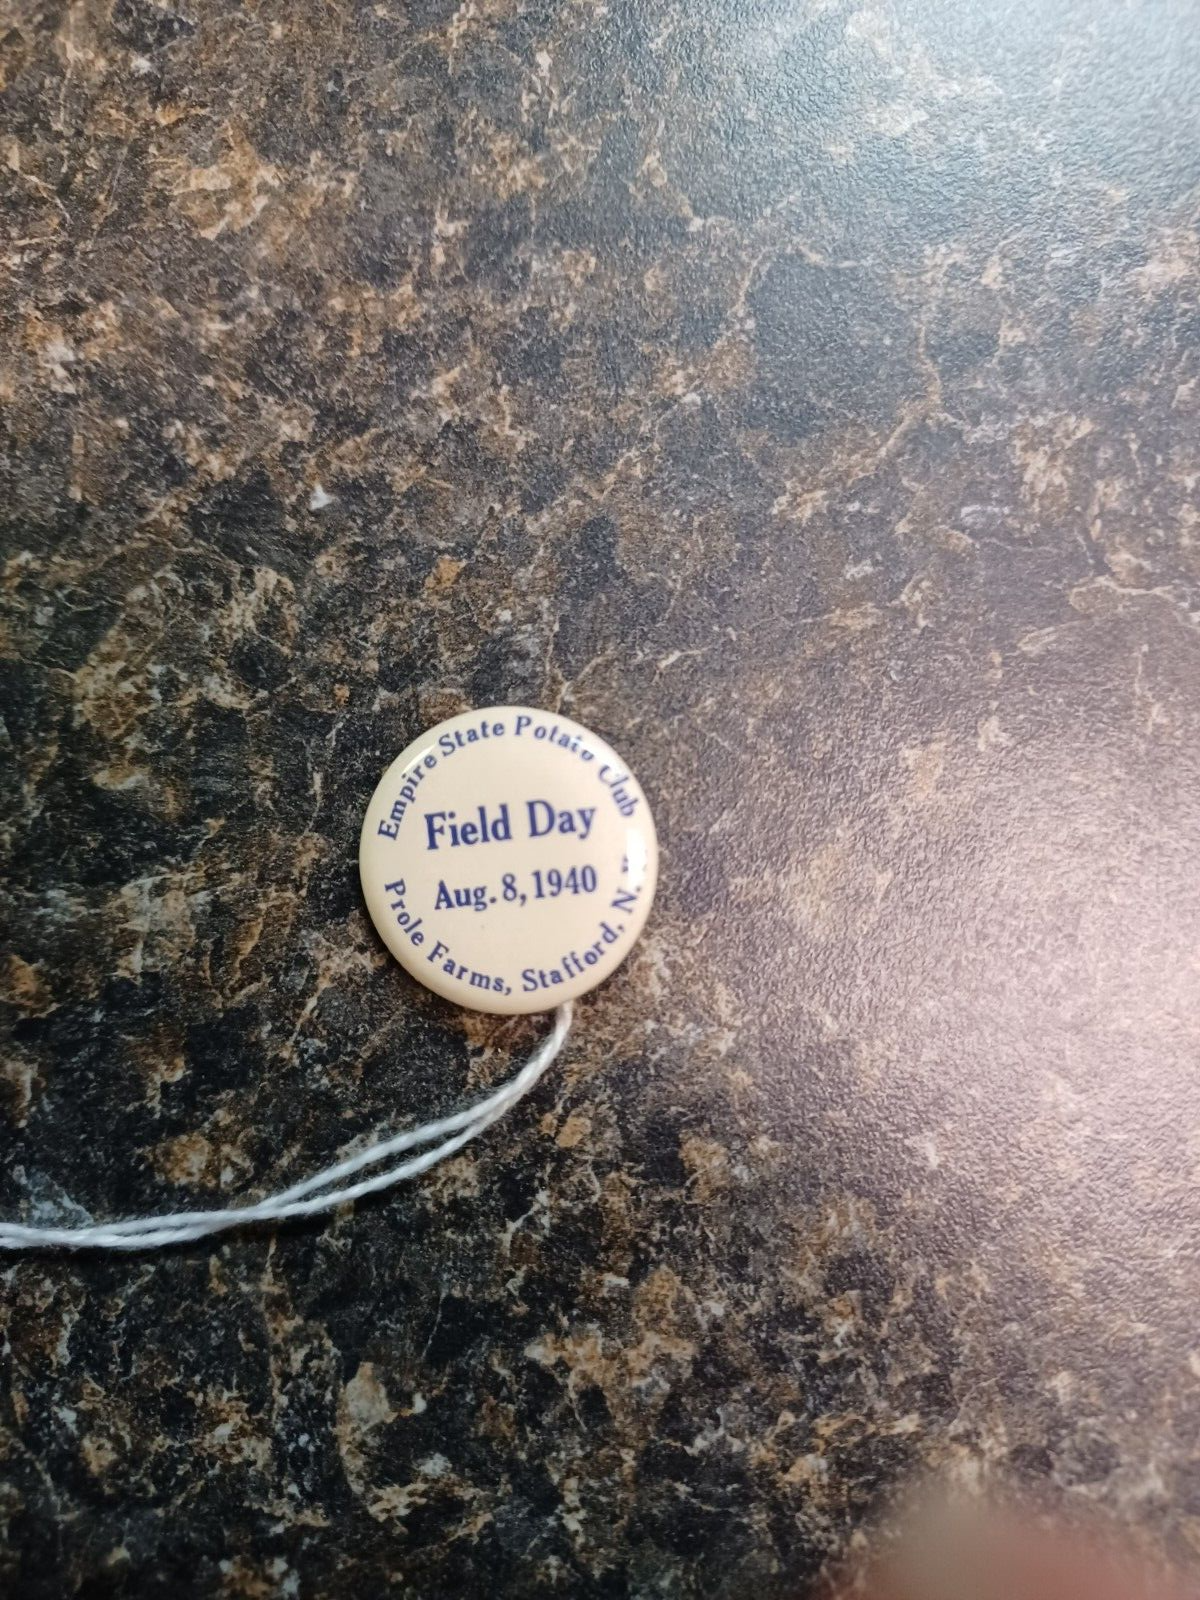 Empire State Potato Club
Field Day
Aug. 8, 1940
Prole Farms, Stafford, N.